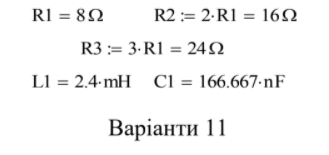 R1 = 8Ω R2 := 2·R1 = 16Ω
R3 := 3·R1 = 24Ω
L1 = 2.4·mH C1 = 166.667·nF
Варіанти 11